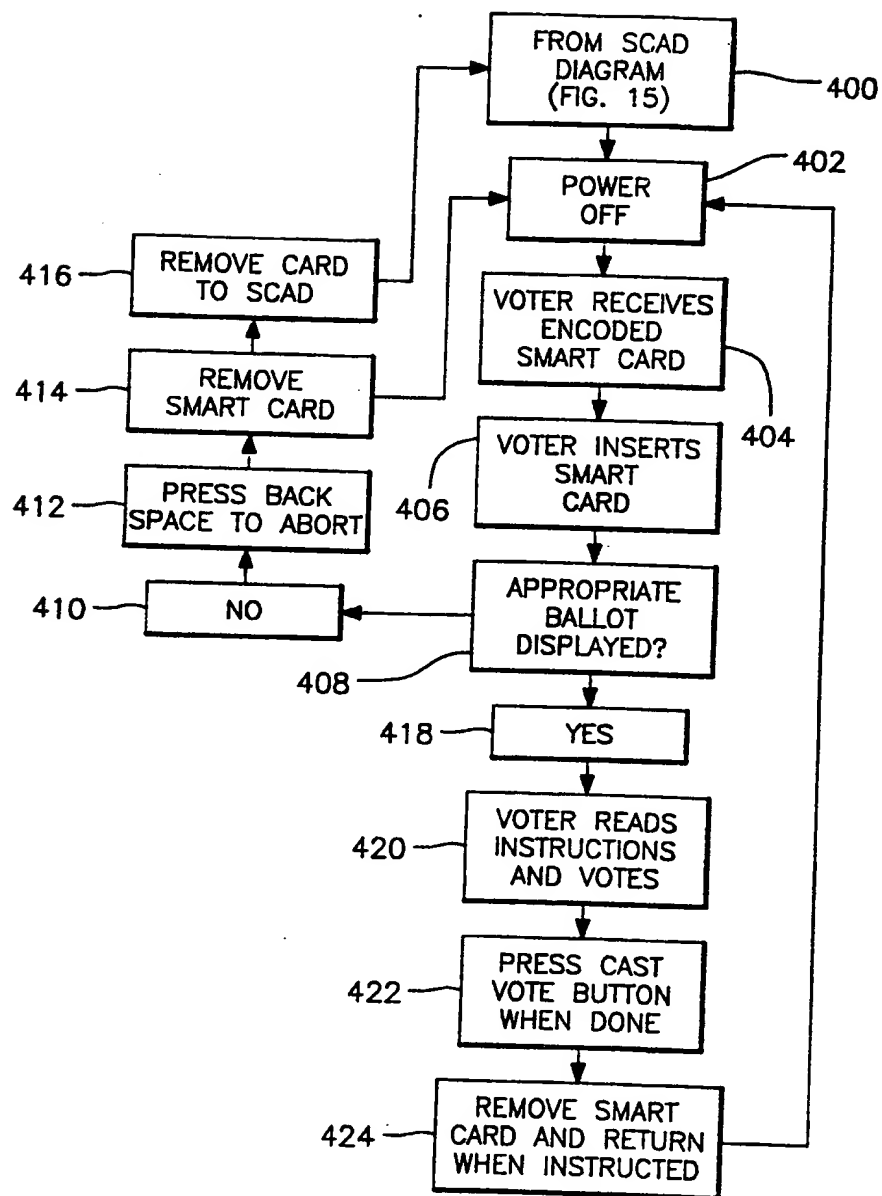 FROM SCAD
DIAGRAM
(FIG. 15)
400
402
POWER
OFF
416
REMOVE CARD
TO SCAD
VOTER RECEIVES
ENCODED
SMART CARD
404
414
REMOVE
SMART CARD
VOTER INSERTS
SMART
CARD
406
412
PRESS BACK
SPACE TO ABORT
410
NO
APPROPRIATE
BALLOT
DISPLAYED?
408
418
YES
420
VOTER READS
INSTRUCTIONS
AND VOTES
422
PRESS CAST
VOTE BUTTON
WHEN DONE
424
REMOVE SMART
CARD AND RETURN
WHEN INSTRUCTED